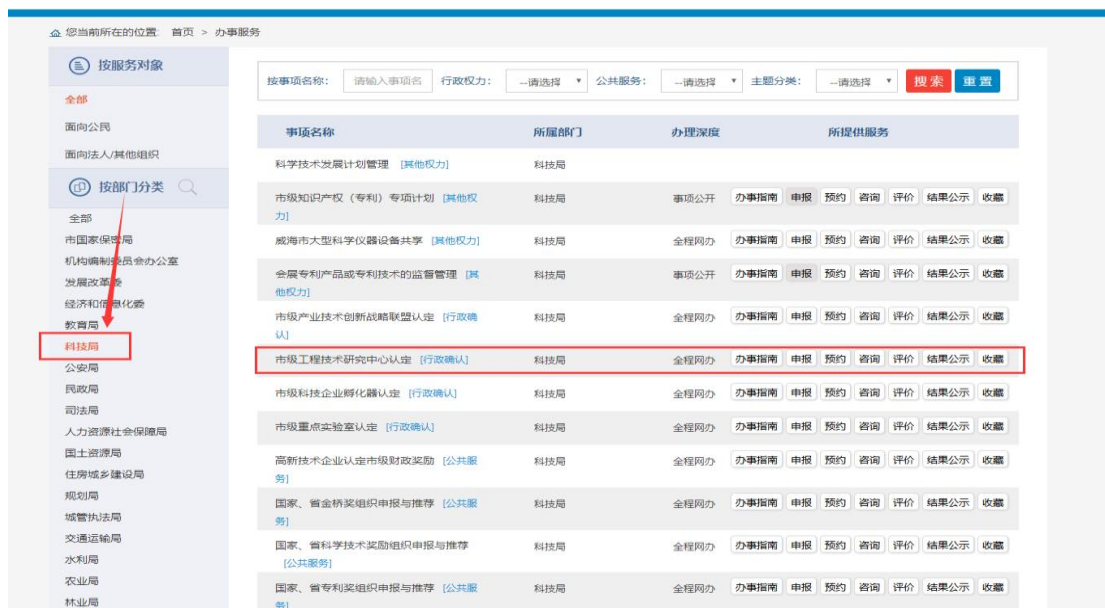 您当前所在的位置: 首页 > 办事服务
按服务对象
全部
面向公民
面向法人/其他组织
按部门分类
全部
市国家保密局
机构编制委员会办公室
发展改革委
经济和信息化委
教育局
科技局
公安局
民政局
司法局
人力资源社会保障局
国土资源局
住房城乡建设局
规划局
城管执法局
交通运输局
水利局
农业局
林业局
按事项名称: 请输入事项名 行政权力: --请选择 公共服务: --请选择 主题分类: --请选择 搜索 重置
事项名称 所属部门 办理深度 所提供服务
科学技术发展计划管理 [其他权力] 科技局
市级知识产权（专利）专项计划 [其他权 科技局 事项公开 办事指南 申报 预约 咨询 评价 结果公示 收藏
力]
威海市大型科学仪器设备共享 [其他权力] 科技局 全程网办 办事指南 申报 预约 咨询 评价 结果公示 收藏
会展专利产品或专利技术的监督管理 [其 科技局 事项公开 办事指南 申报 预约 咨询 评价 结果公示 收藏
他权力]
市级产业技术创新战略联盟认定 [行政确 科技局 全程网办 办事指南 申报 预约 咨询 评价 结果公示 收藏
认]
市级工程技术研究中心认定 [行政确认] 科技局 全程网办 办事指南 申报 预约 咨询 评价 结果公示 收藏
市级科技企业孵化器认定 [行政确认] 科技局 全程网办 办事指南 申报 预约 咨询 评价 结果公示 收藏
市级重点实验室认定 [行政确认] 科技局 全程网办 办事指南 申报 预约 咨询 评价 结果公示 收藏
高新技术企业认定市级财政奖励 [公共服 科技局 全程网办 办事指南 申报 预约 咨询 评价 结果公示 收藏
务]
国家、省金桥奖组织申报与推荐 [公共服 科技局 全程网办 办事指南 申报 预约 咨询 评价 结果公示 收藏
务]
国家、省科学技术奖励组织申报与推荐 科技局 全程网办 办事指南 申报 预约 咨询 评价 结果公示 收藏
[公共服务]
国家、省专利奖组织申报与推荐 [公共服 科技局 全程网办 办事指南 申报 预约 咨询 评价 结果公示 收藏
务]